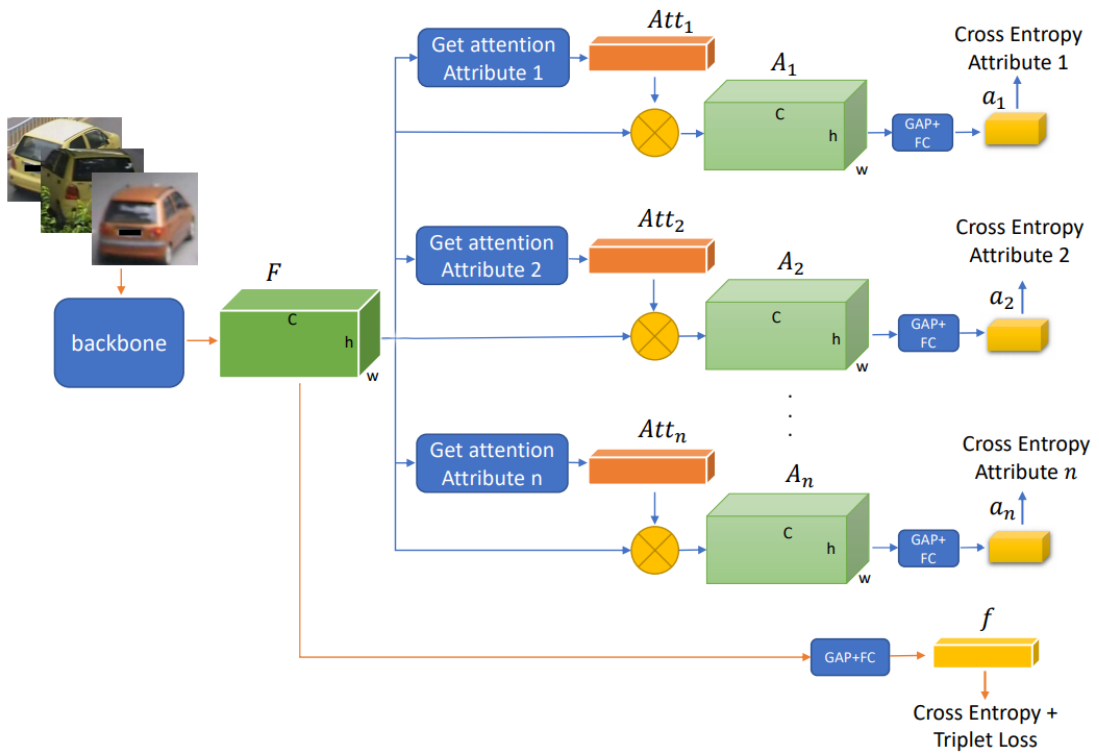 Att₁
Get attention
Attribute 1
A₁
C
h
w
GAP+
FC
a₁
Cross Entropy
Attribute 1
Att₂
Get attention
Attribute 2
A₂
C
h
w
GAP+
FC
a₂
Cross Entropy
Attribute 2
backbone
F
C
h
w
. . .
Attₙ
Get attention
Attribute n
Aₙ
C
h
w
GAP+
FC
aₙ
Cross Entropy
Attribute n
GAP+FC
f
Cross Entropy +
Triplet Loss